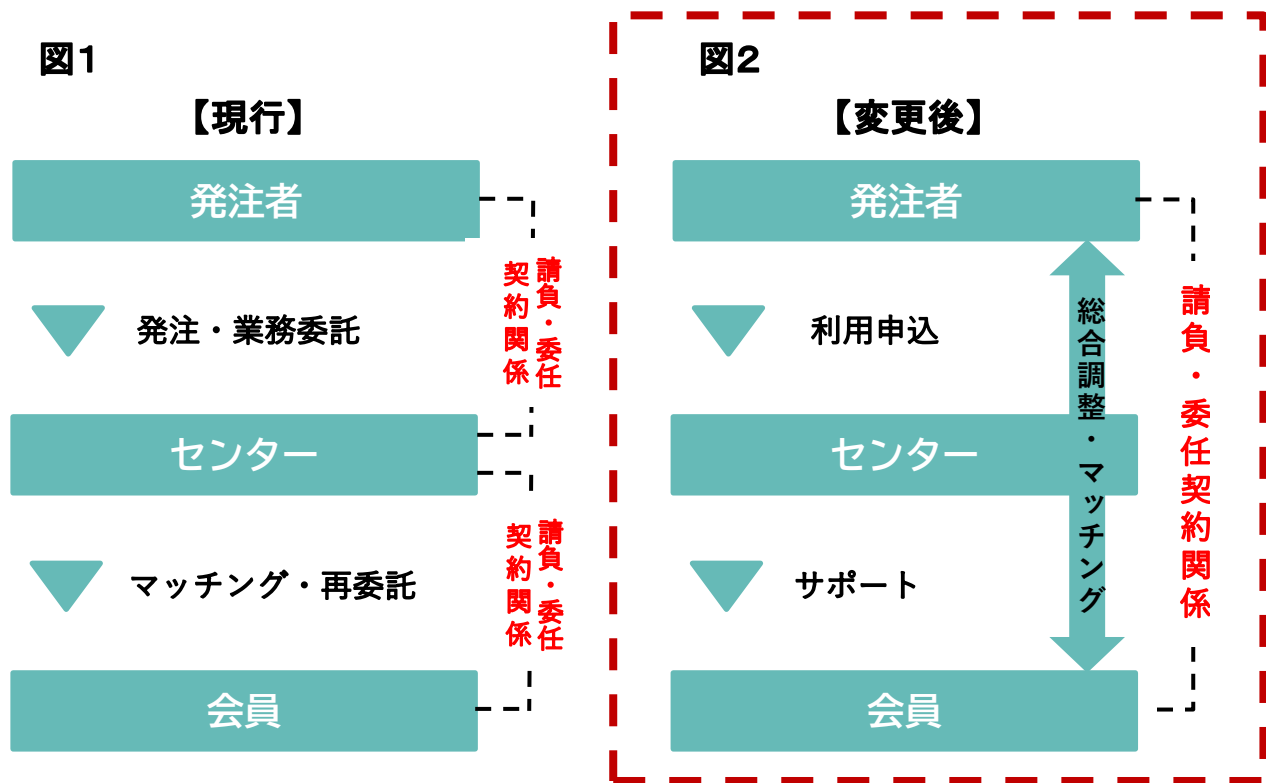 図1
【現行】
発注者
発注・業務委託
請負・委任
契約関係
センター
マッチング・再委託
請負・委任
契約関係
会員
図2
【変更後】
発注者
利用申込
総合調整・マッチング
請負・委任契約関係
センター
サポート
会員